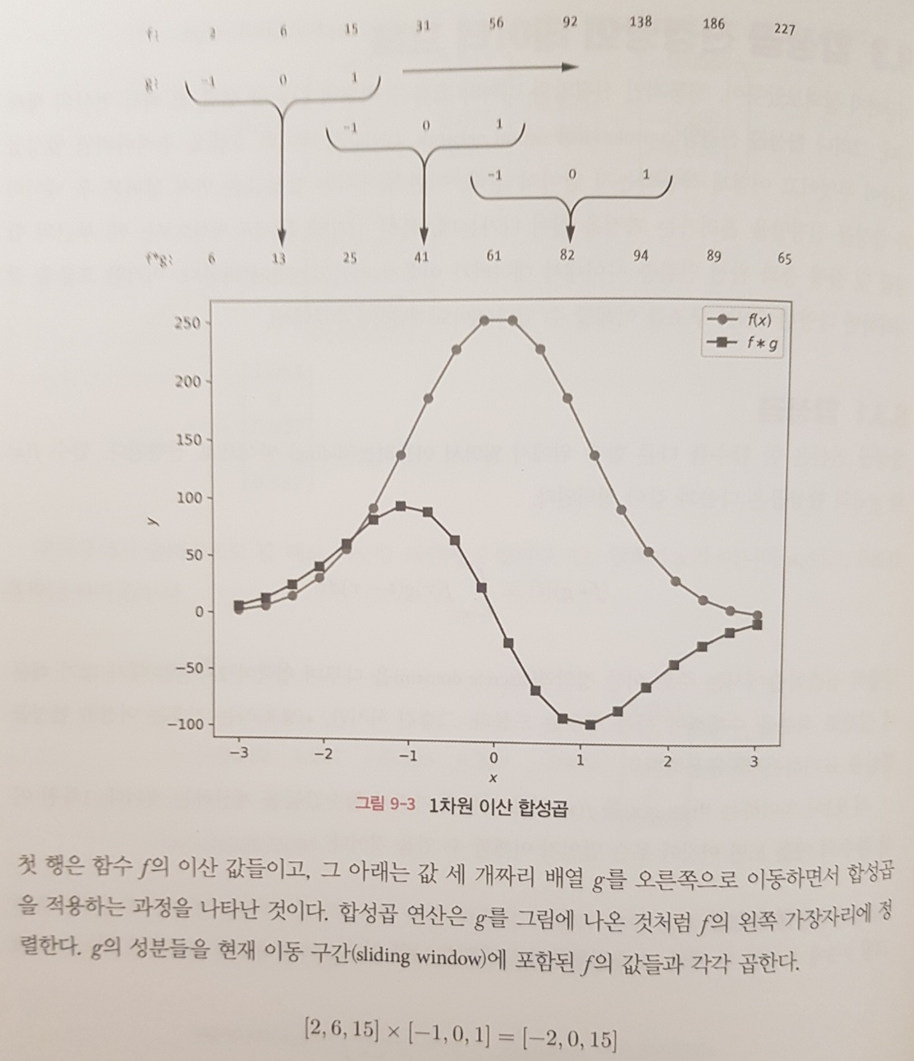 f: 2 6 15 31 56 92 138 186 227
g: -1 0 1
-1 0 1
-1 0 1
f*g: 6 13 25 41 61 82 94 89 65
250
200
150
100
50
0
−50
−100
y
f(x)
f∗g
−3 −2 −1 0 1 2 3
x
그림 9-3 1차원 이산 합성곱
첫 행은 함수 f의 이산 값들이고, 그 아래는 값 세 개짜리 배열 g를 오른쪽으로 이동하면서 합성곱
을 적용하는 과정을 나타난 것이다. 합성곱 연산은 g를 그림에 나온 것처럼 f의 왼쪽 가장자리에 정
렬한다. g의 성분들을 현재 이동 구간(sliding window)에 포함된 f의 값들과 각각 곱한다.
[2, 6, 15] × [−1, 0, 1] = [−2, 0, 15]